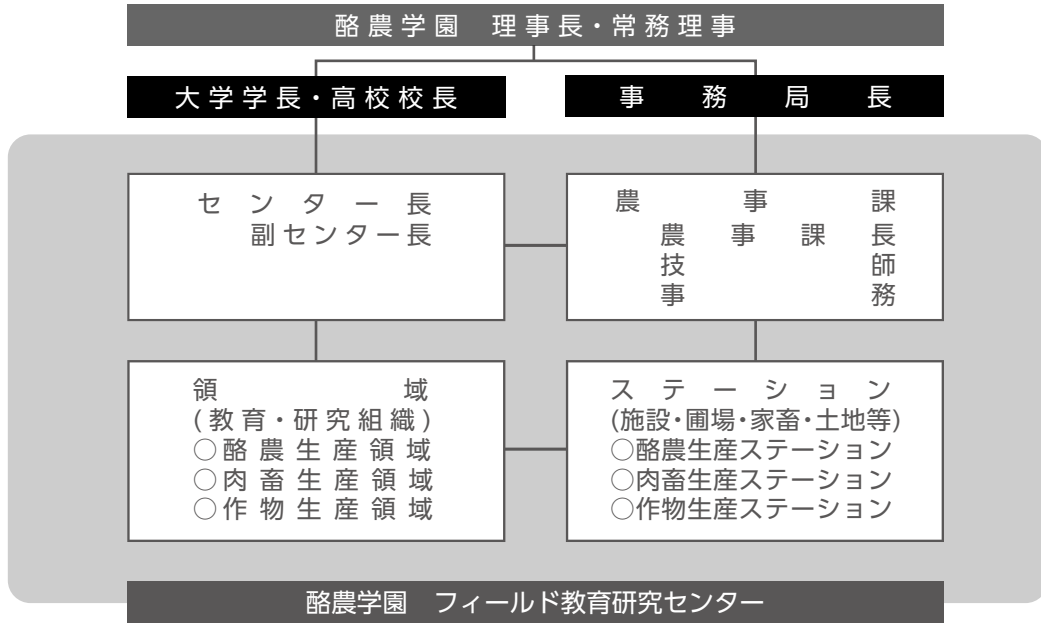 酪農学園 理事長・常務理事
大学学長・高校校長
事務局長
センター長
副センター長
農事課
農事課長
技師
事務
領域
(教育・研究組織)
○酪農生産領域
○肉畜生産領域
○作物生産領域
ステーション
(施設・圃場・家畜・土地等)
○酪農生産ステーション
○肉畜生産ステーション
○作物生産ステーション
酪農学園 フィールド教育研究センター